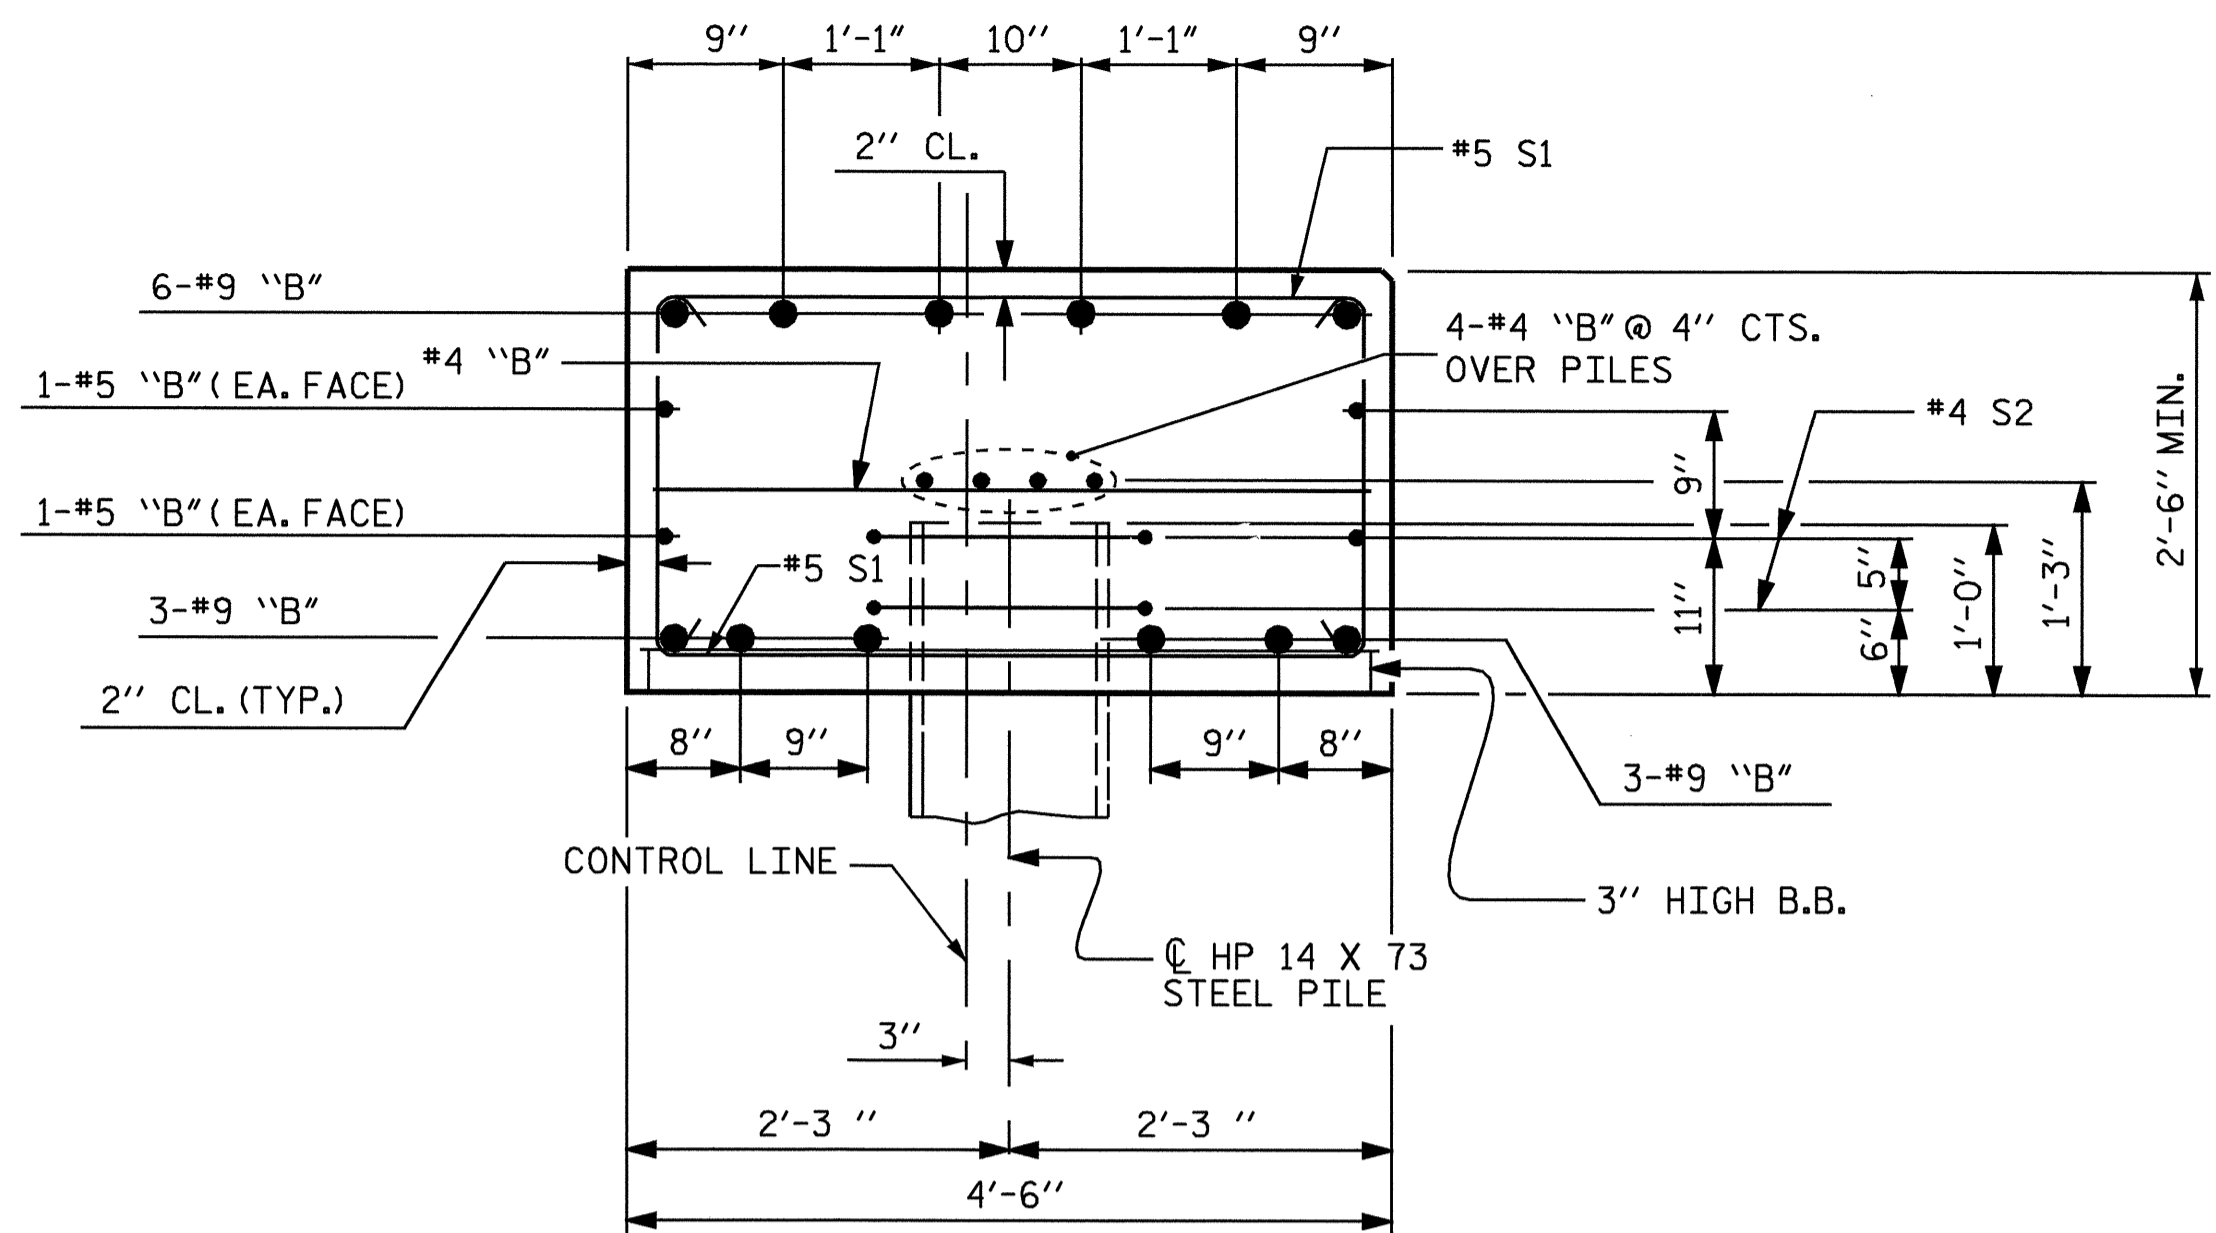 9" 1'-1" 10" 1'-1" 9"
2" CL.
#5 S1
6-#9 "B"
4-#4 "B" @ 4" CTS.
OVER PILES
#4 "B"
1-#5 "B" (EA. FACE)
#4 S2
2'-6" MIN.
9"
1-#5 "B" (EA. FACE)
#5 S1
5"
1'-0"
1'-3"
11"
6"
3-#9 "B"
2" CL. (TYP.)
8" 9" 9" 8"
3-#9 "B"
CONTROL LINE
3" HIGH B.B.
℄ HP 14 X 73
STEEL PILE
3"
2'-3 " 2'-3 "
4'-6"